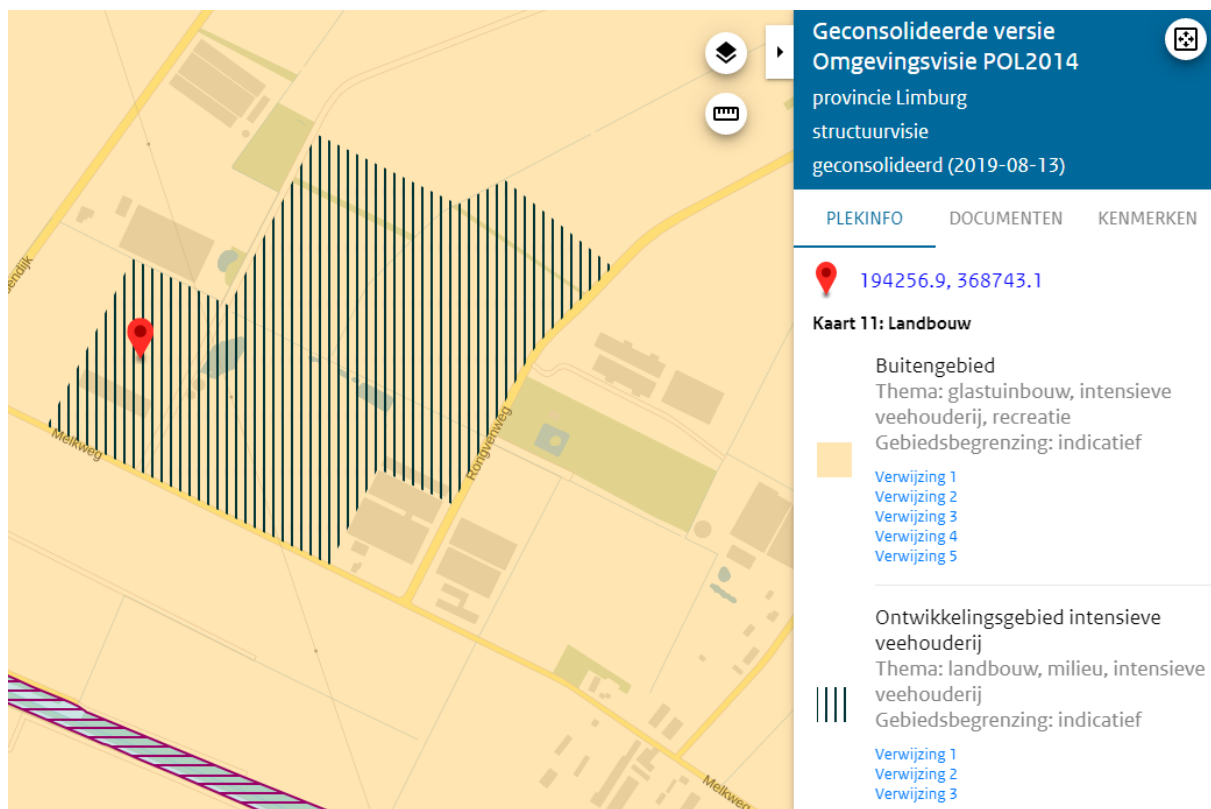 Geconsolideerde versie
Omgevingsvisie POL2014
provincie Limburg
structuurvisie
geconsolideerd (2019-08-13)
PLEKINFO DOCUMENTEN KENMERKEN
194256.9, 368743.1
Kaart 11: Landbouw
Buitengebied
Thema: glastuinbouw, intensieve
veehouderij, recreatie
Gebiedsbegrenzing: indicatief
Verwijzing 1
Verwijzing 2
Verwijzing 3
Verwijzing 4
Verwijzing 5
Ontwikkelingsgebied intensieve
veehouderij
Thema: landbouw, milieu, intensieve
veehouderij
Gebiedsbegrenzing: indicatief
Verwijzing 1
Verwijzing 2
Verwijzing 3
endijk
Melkweg
Rongvenweg
Melkweg